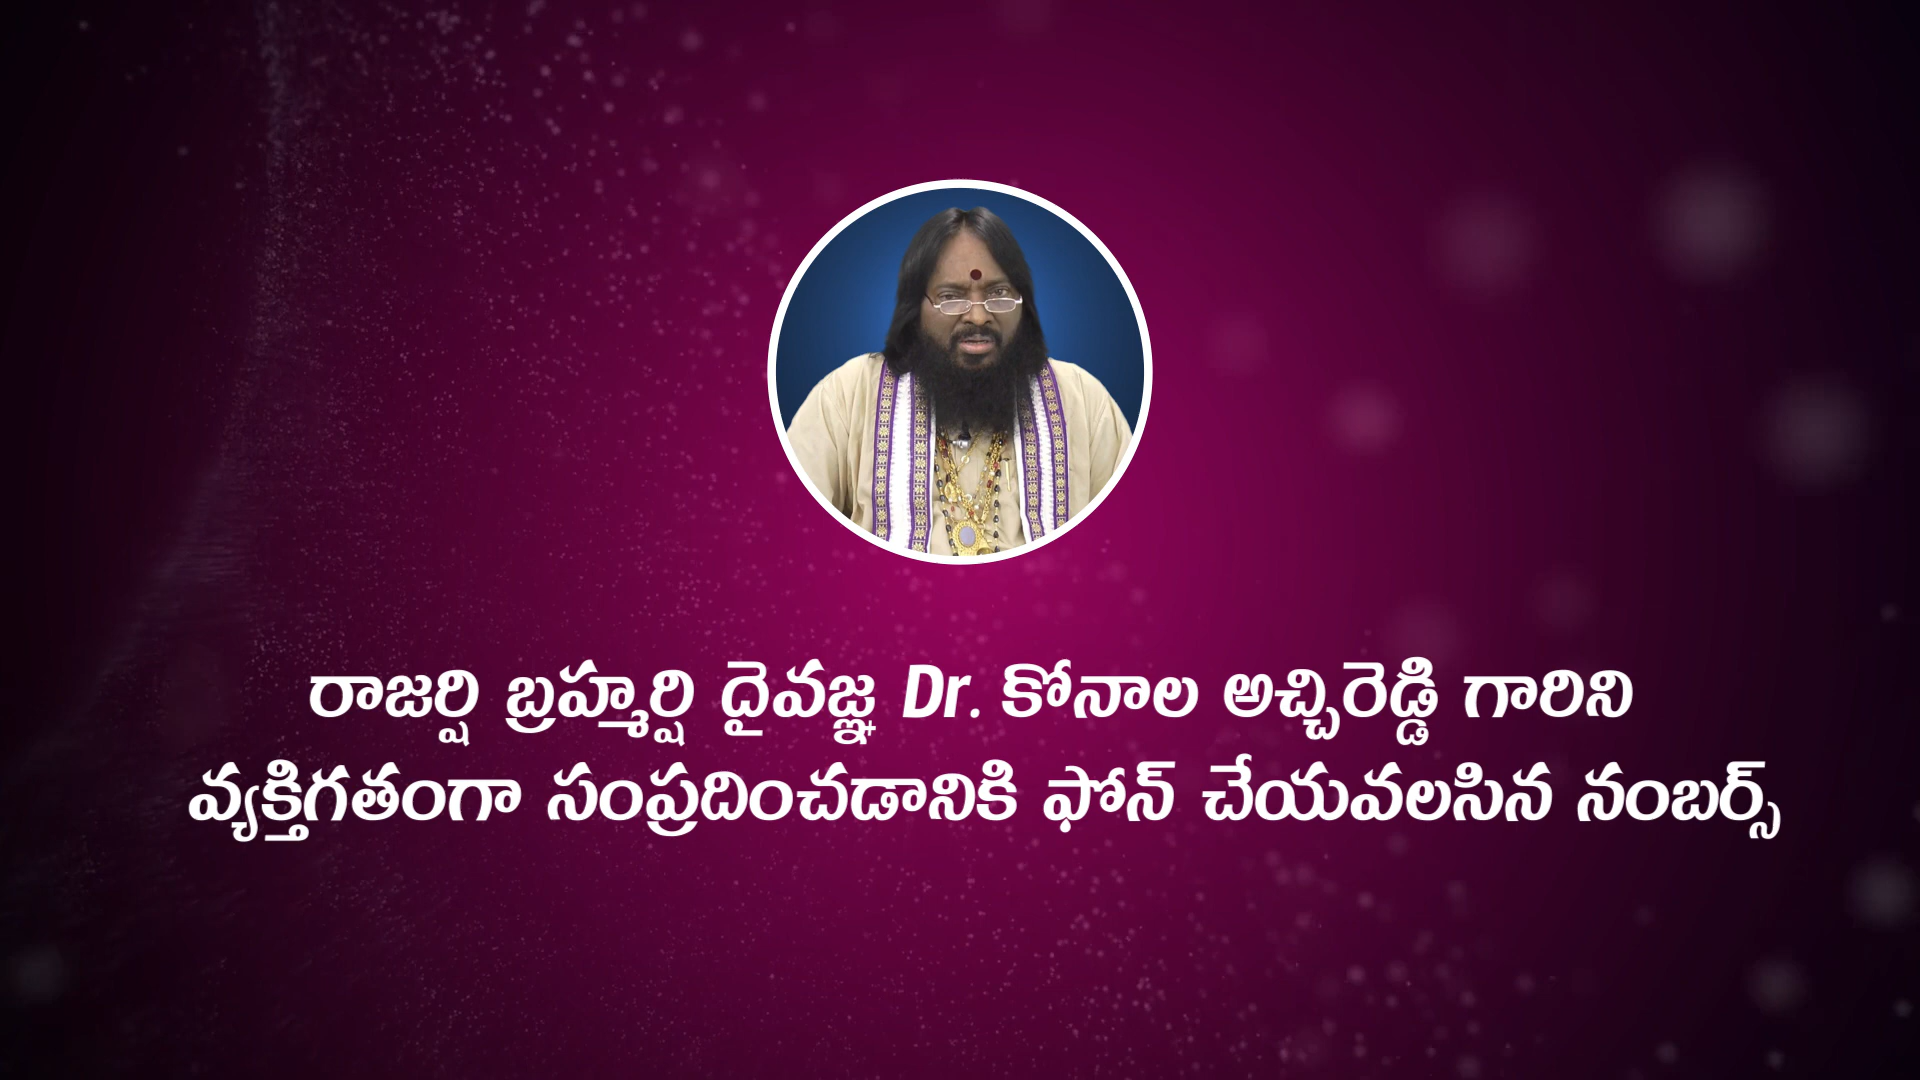 రాజర్షి బ్రహ్మర్షి దైవజ్ఞ Dr. కోనాల అచ్చిరెడ్డి గారిని
వ్యక్తిగతంగా సంప్రదించడానికి ఫోన్ చేయవలసిన నంబర్స్